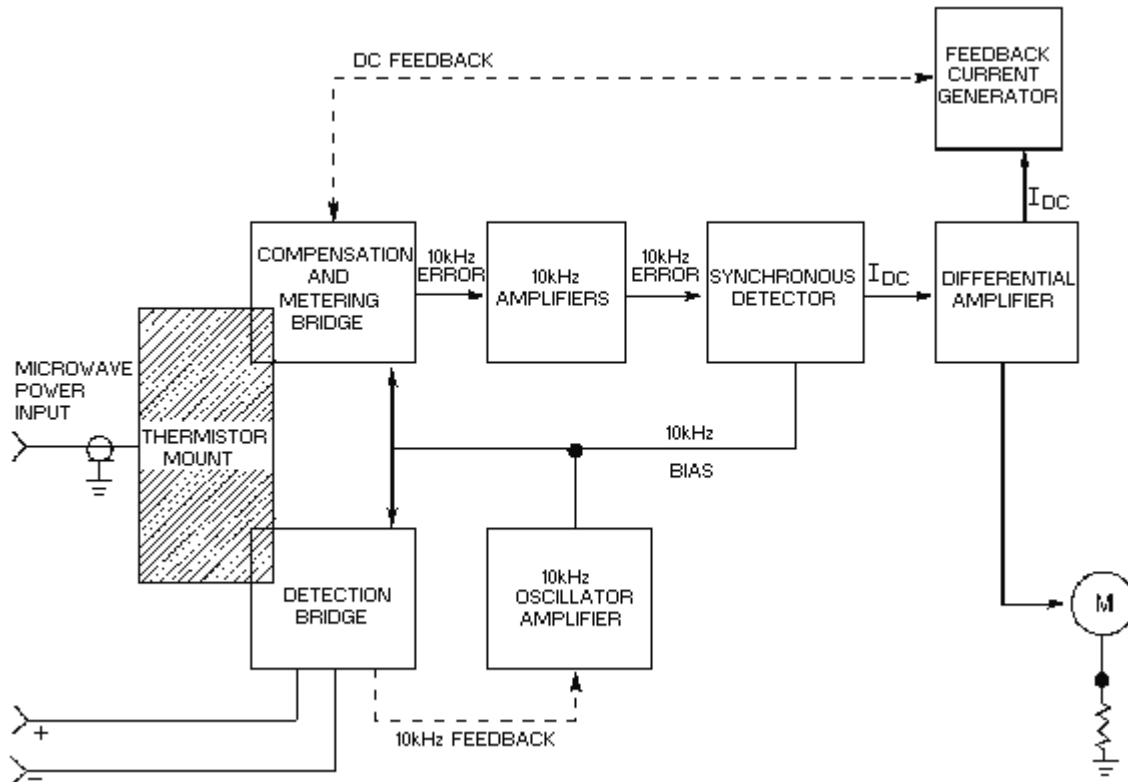 DC FEEDBACK
FEEDBACK
CURRENT
GENERATOR
IDC
COMPENSATION
AND
METERING
BRIDGE
10kHz
ERROR
10kHz
AMPLIFIERS
10kHz
ERROR
SYNCHRONOUS
DETECTOR
IDC
DIFFERENTIAL
AMPLIFIER
MICROWAVE
POWER
INPUT
THERMISTOR
MOUNT
10kHz
BIAS
DETECTION
BRIDGE
10kHz
OSCILLATOR
AMPLIFIER
M
+
10kHz FEEDBACK
−